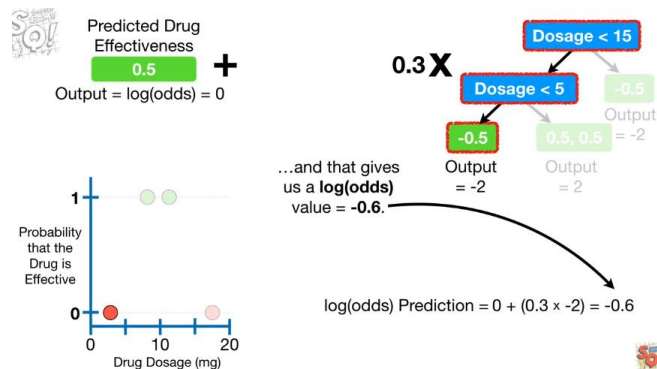 SQ!
Predicted Drug
Effectiveness
0.5
+
Output = log(odds) = 0
0.3 X
Dosage < 15
Dosage < 5
-0.5
Output
= -2
-0.5
Output
= -2
0.5, 0.5
Output
= 2
...and that gives
us a log(odds)
value = -0.6.
log(odds) Prediction = 0 + (0.3 x -2) = -0.6
Probability
that the
Drug is
Effective
1
0
0
10
20
Drug Dosage (mg)